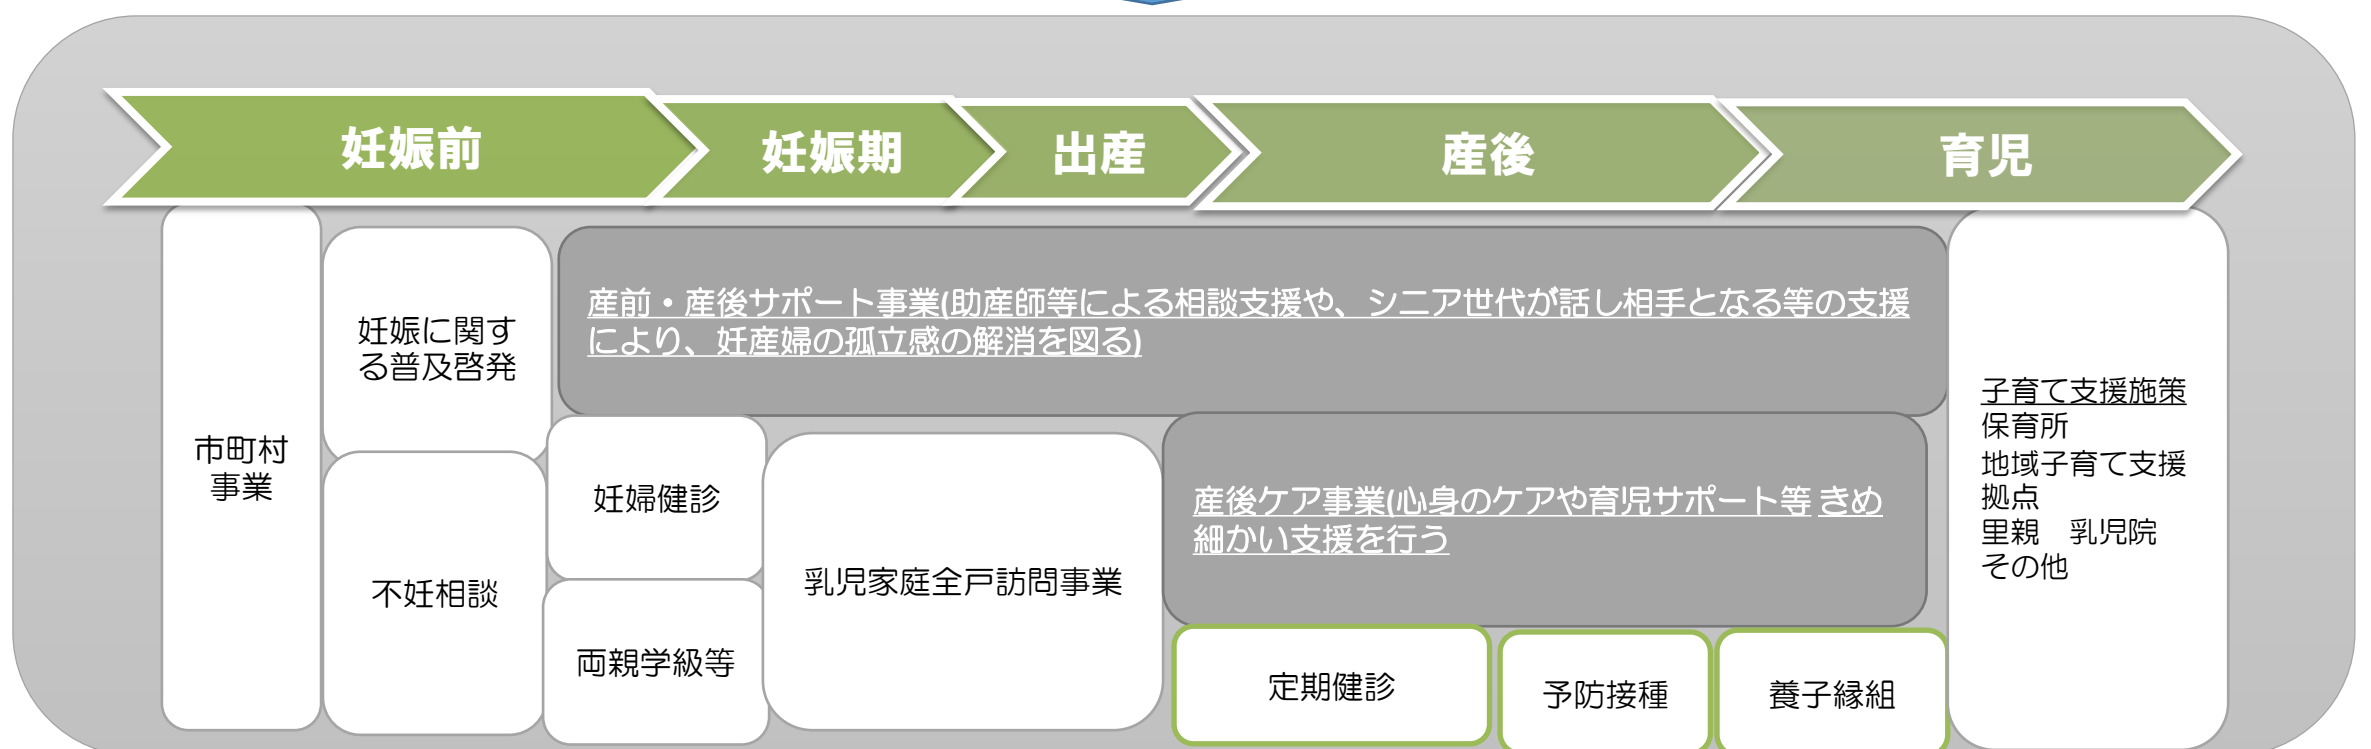 妊娠前
妊娠期
出産
産後
育児
市町村
事業
妊娠に関す
る普及啓発
不妊相談
産前・産後サポート事業(助産師等による相談支援や、シニア世代が話し相手となる等の支援
により、妊産婦の孤立感の解消を図る)
妊婦健診
両親学級等
乳児家庭全戸訪問事業
産後ケア事業(心身のケアや育児サポート等 きめ
細かい支援を行う
定期健診
予防接種
養子縁組
子育て支援施策
保育所
地域子育て支援
拠点
里親　乳児院
その他